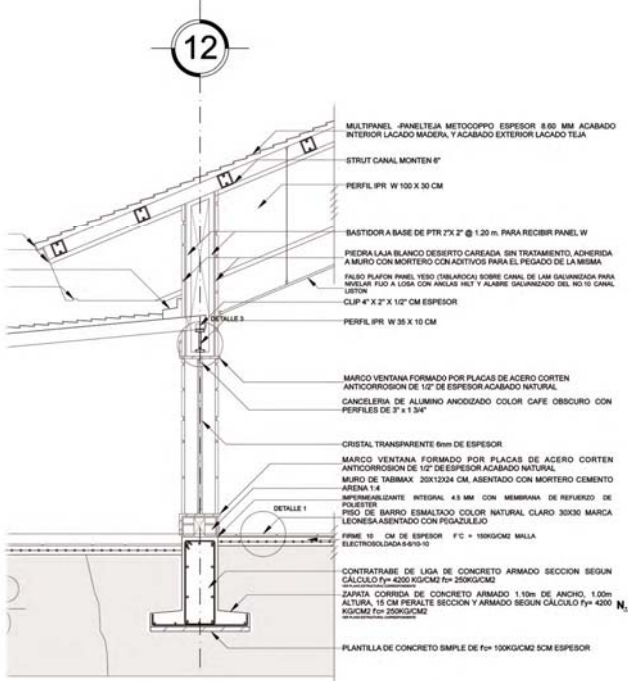 12
MULTIPANEL -PANELTEJA METOCOPPO ESPESOR 8.60 MM ACABADO
INTERIOR LACADO MADERA, Y ACABADO EXTERIOR LACADO TEJA
STRUT CANAL MONTEN 6"
PERFIL IPR W 100 X 30 CM
BASTIDOR A BASE DE PTR 2"X 2" @ 1.20 m. PARA RECIBIR PANEL W
PIEDRA LAJA BLANCO DESIERTO CAREADA SIN TRATAMIENTO, ADHERIDA
A MURO CON MORTERO CON ADITIVOS PARA EL PEGADO DE LA MISMA
FALSO PLAFON PANEL YESO (TABLAROCA) SOBRE CANAL DE LAM GALVANIZADA PARA
NIVELAR FIJO A LOSA CON ANCLAS HILT Y ALABRE GALVANIZADO DEL NO.10 CANAL
LISTON
CLIP 4" X 2" X 1/2" CM ESPESOR
DETALLE 3
PERFIL IPR W 35 X 10 CM
MARCO VENTANA FORMADO POR PLACAS DE ACERO CORTEN
ANTICORROSION DE 1/2" DE ESPESOR ACABADO NATURAL
CANCELERIA DE ALUMINO ANODIZADO COLOR CAFE OBSCURO CON
PERFILES DE 3" x 1 3/4"
CRISTAL TRANSPARENTE 6mm DE ESPESOR
MARCO VENTANA FORMADO POR PLACAS DE ACERO CORTEN
ANTICORROSION DE 1/2" DE ESPESOR ACABADO NATURAL
MURO DE TABIMAX 20X12X24 CM, ASENTADO CON MORTERO CEMENTO
ARENA 1:4
DETALLE 1
IMPERMEABILIZANTE INTEGRAL 4.5 MM CON MEMBRANA DE REFUERZO DE
POLIESTER
PISO DE BARRO ESMALTADO COLOR NATURAL CLARO 30X30 MARCA
LEONESA ASENTADO CON PEGAZULEJO
FIRME 10 CM DE ESPESOR F'C = 150KG/CM2 MALLA
ELECTROSOLDADA 6-6/10-10
CONTRATRABE DE LIGA DE CONCRETO ARMADO SECCION SEGUN
CÁLCULO fy= 4200 KG/CM2 fc= 250KG/CM2
ZAPATA CORRIDA DE CONCRETO ARMADO 1.10m DE ANCHO, 1.00m
ALTURA, 15 CM PERALTE SECCION Y ARMADO SEGUN CÁLCULO Fy= 4200
KG/CM2 fc= 250KG/CM2
N.
PLANTILLA DE CONCRETO SIMPLE DE fc= 100KG/CM2 5CM ESPESOR